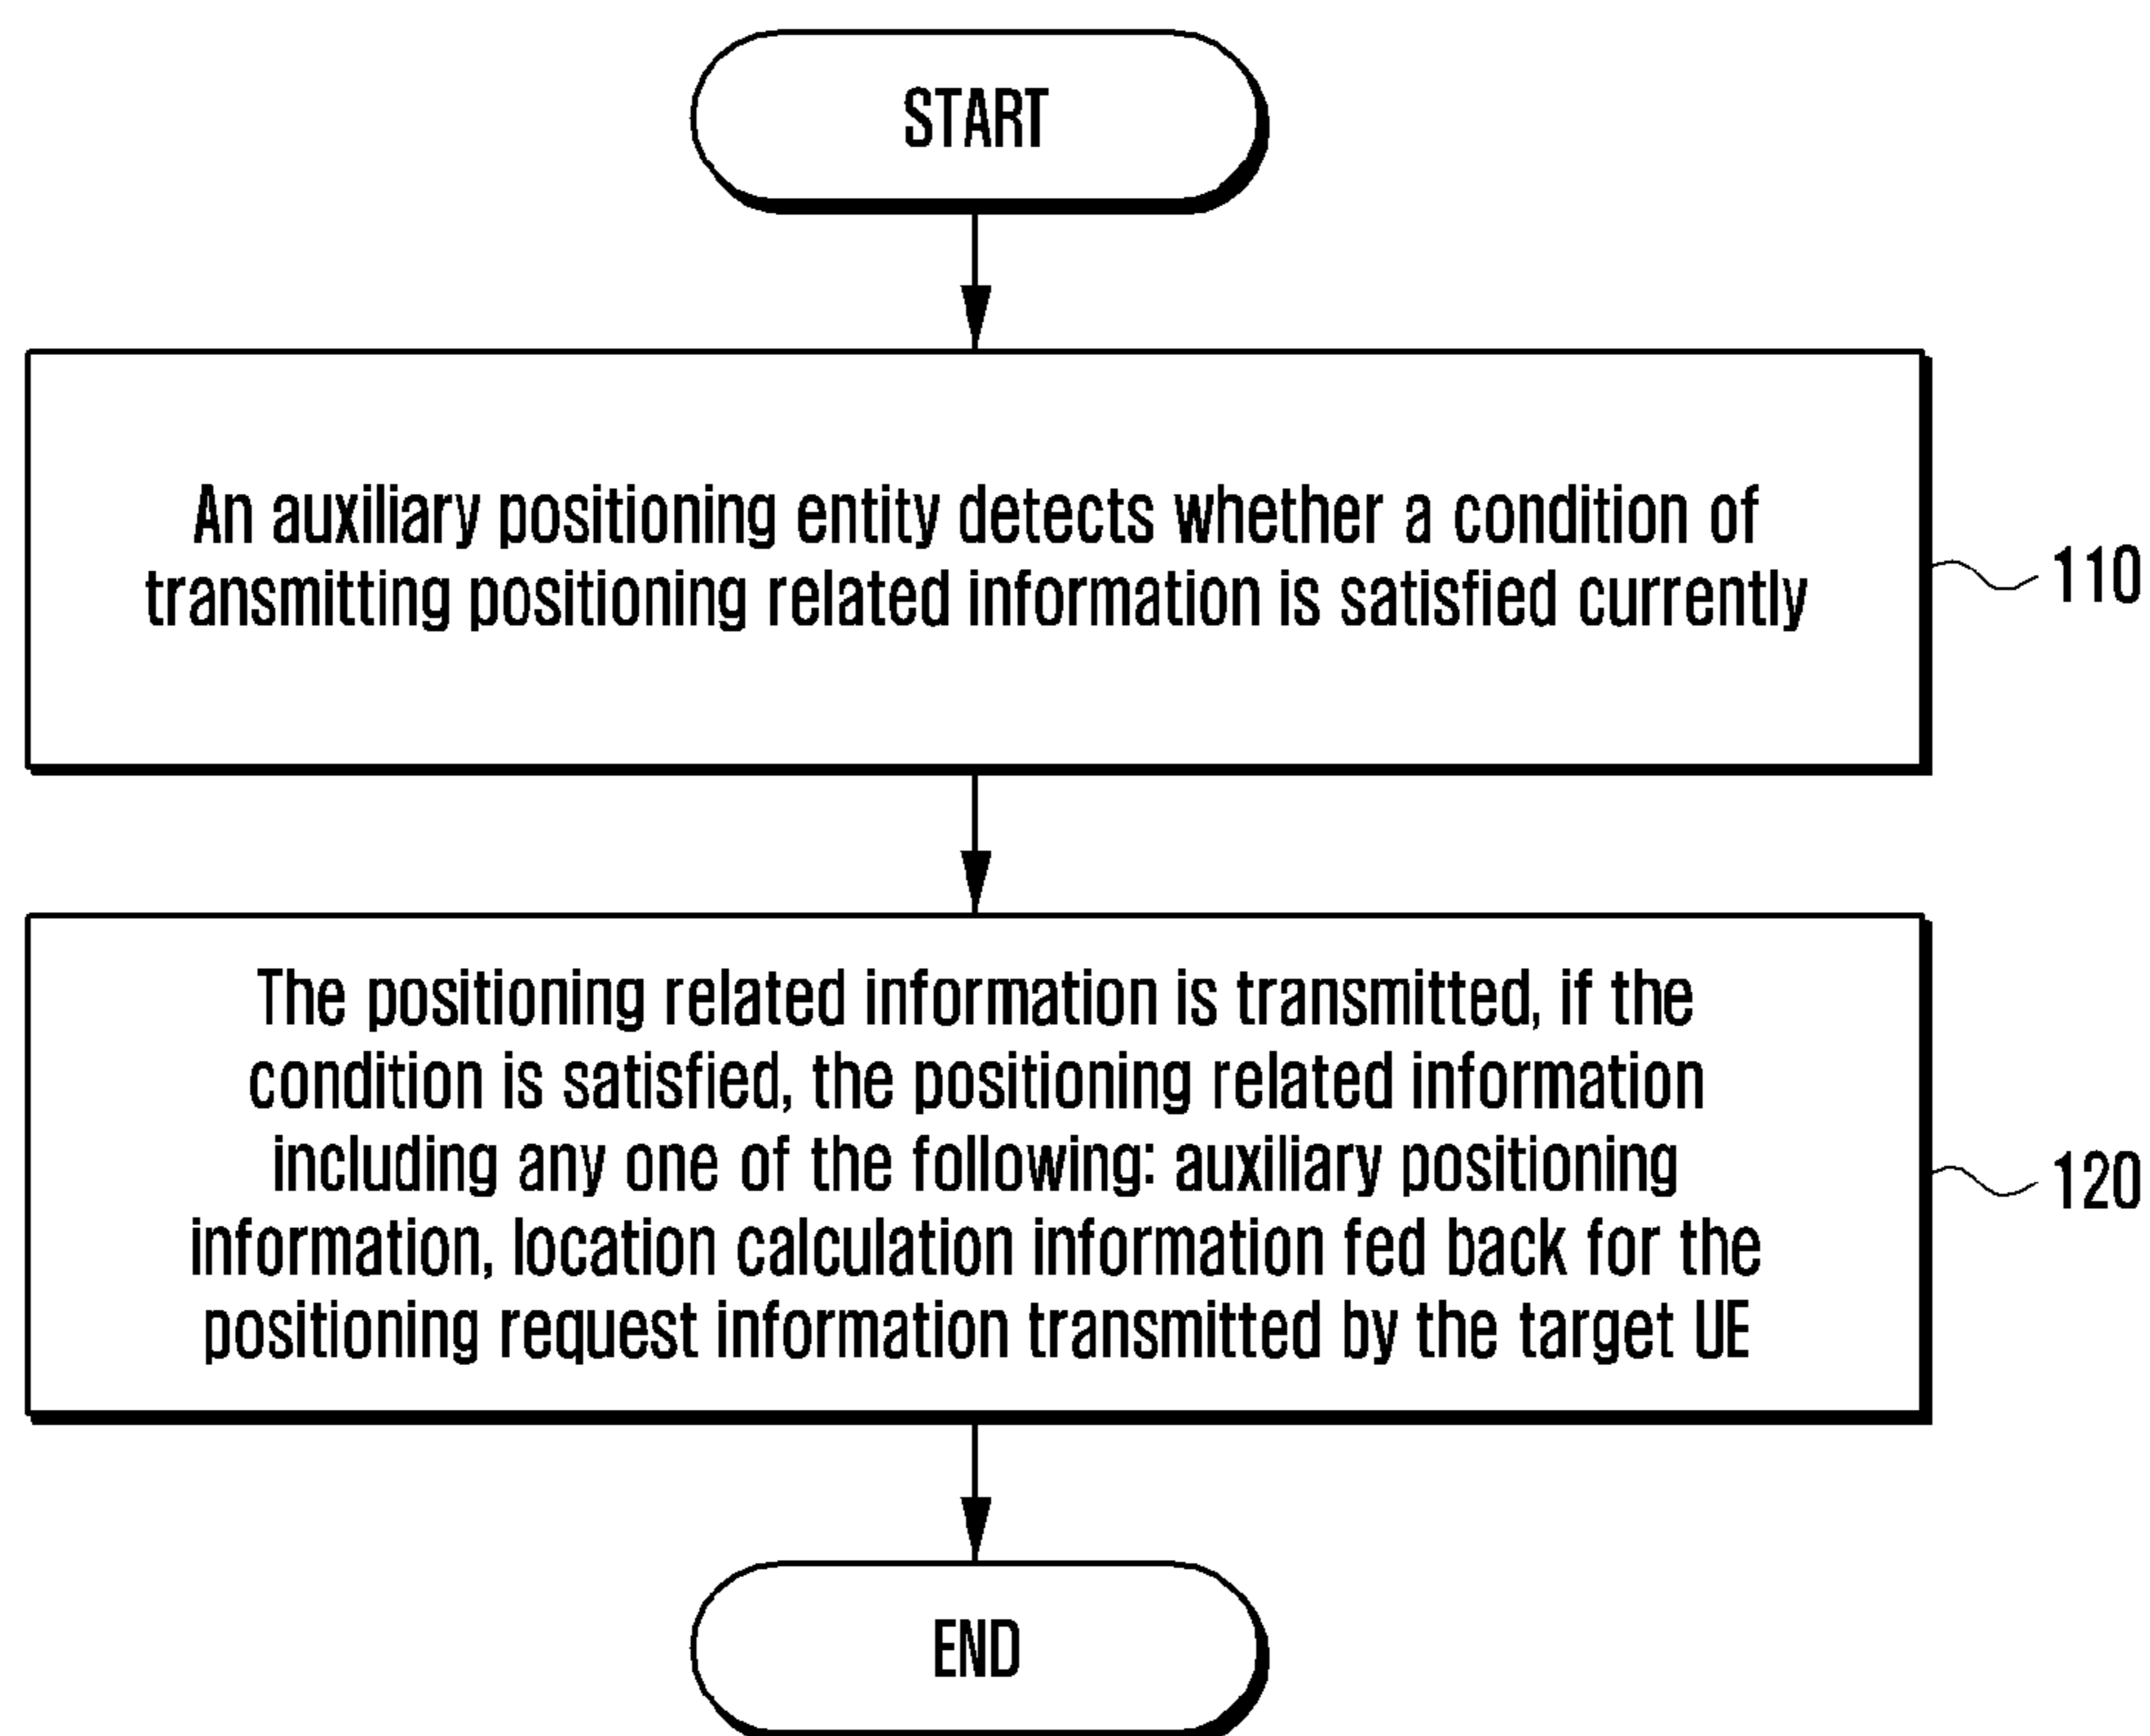 START
An auxiliary positioning entity detects whether a condition of
transmitting positioning related information is satisfied currently
110
The positioning related information is transmitted, if the
condition is satisfied, the positioning related information
including any one of the following: auxiliary positioning
information, location calculation information fed back for the
positioning request information transmitted by the target UE
120
END